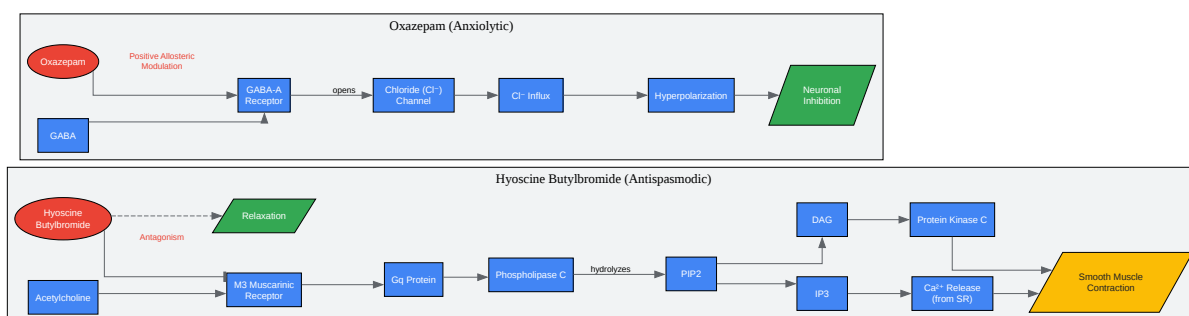 Oxazepam (Anxiolytic)
Oxazepam
Positive Allosteric
Modulation
GABA-A
Receptor
opens
Chloride (Cl⁻)
Channel
Cl⁻ Influx
Hyperpolarization
Neuronal
Inhibition
GABA
Hyoscine Butylbromide (Antispasmodic)
Hyoscine
Butylbromide
Antagonism
Relaxation
Acetylcholine
M3 Muscarinic
Receptor
Gq Protein
Phospholipase C
hydrolyzes
PIP2
DAG
Protein Kinase C
IP3
Ca²⁺ Release
(from SR)
Smooth Muscle
Contraction